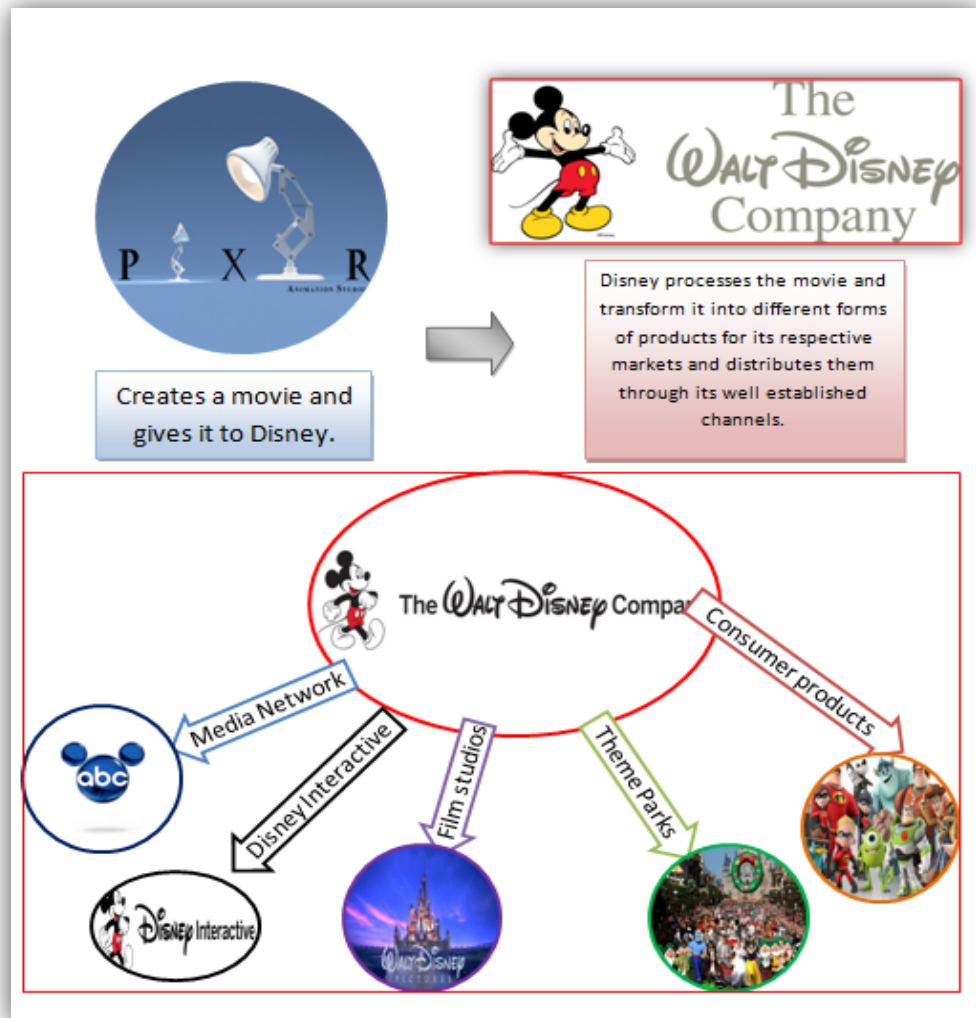 P X R
ANIMATION STUDIOS
The
WALT DISNEY
Company
Creates a movie and
gives it to Disney.
Disney processes the movie and
transform it into different forms
of products for its respective
markets and distributes them
through its well established
channels.
The WALT DISNEY Compa
Consumer products
Media Network
Disney Interactive
Film studios
Theme Parks
abc
DISNEY Interactive
WALT DISNEY
PICTURES